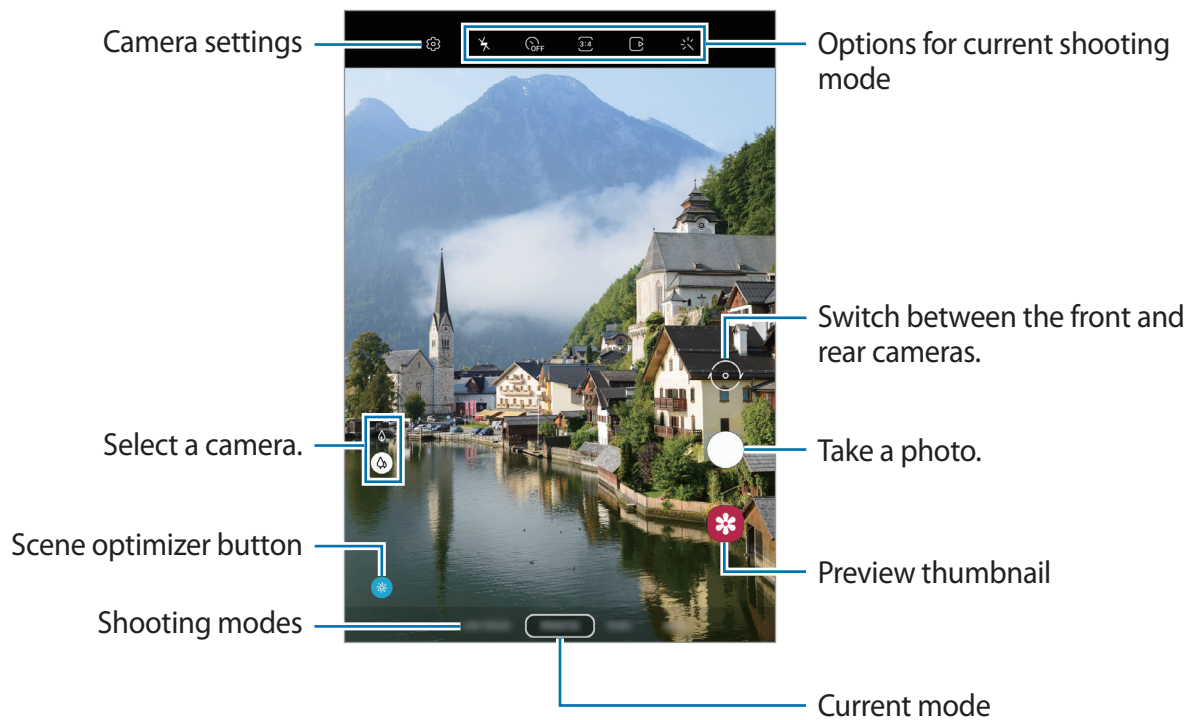 Camera settings
OFF
3:4
Options for current shooting
mode
Switch between the front and
rear cameras.
Select a camera.
Take a photo.
Scene optimizer button
Preview thumbnail
Shooting modes
Current mode